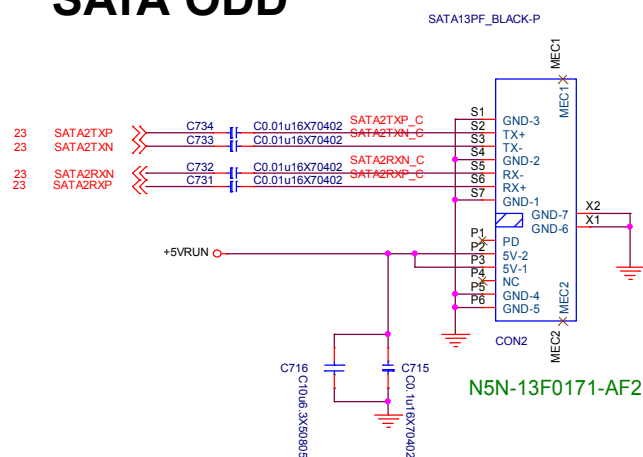 SATA ODD
SATA13PF_BLACK-P
MEC1
MEC1
23 SATA2TXP C734 C0.01u16X70402 SATA2TXP_C S1 GND-3
23 SATA2TXN C733 C0.01u16X70402 SATA2TXN_C S2 TX+
S3 TX-
S4 GND-2
23 SATA2RXN C732 C0.01u16X70402 SATA2RXN_C S5 RX-
23 SATA2RXP C731 C0.01u16X70402 SATA2RXP_C S6 RX+
S7 GND-1
GND-7 X2
GND-6 X1
P1 PD
+5VRUN P2 5V-2
P3 5V-1
P4 NC
P5 GND-4
P6 GND-5
MEC2
MEC2
CON2
C716 C10u6.3X50805
C715 C0.1u16X70402
N5N-13F0171-AF2